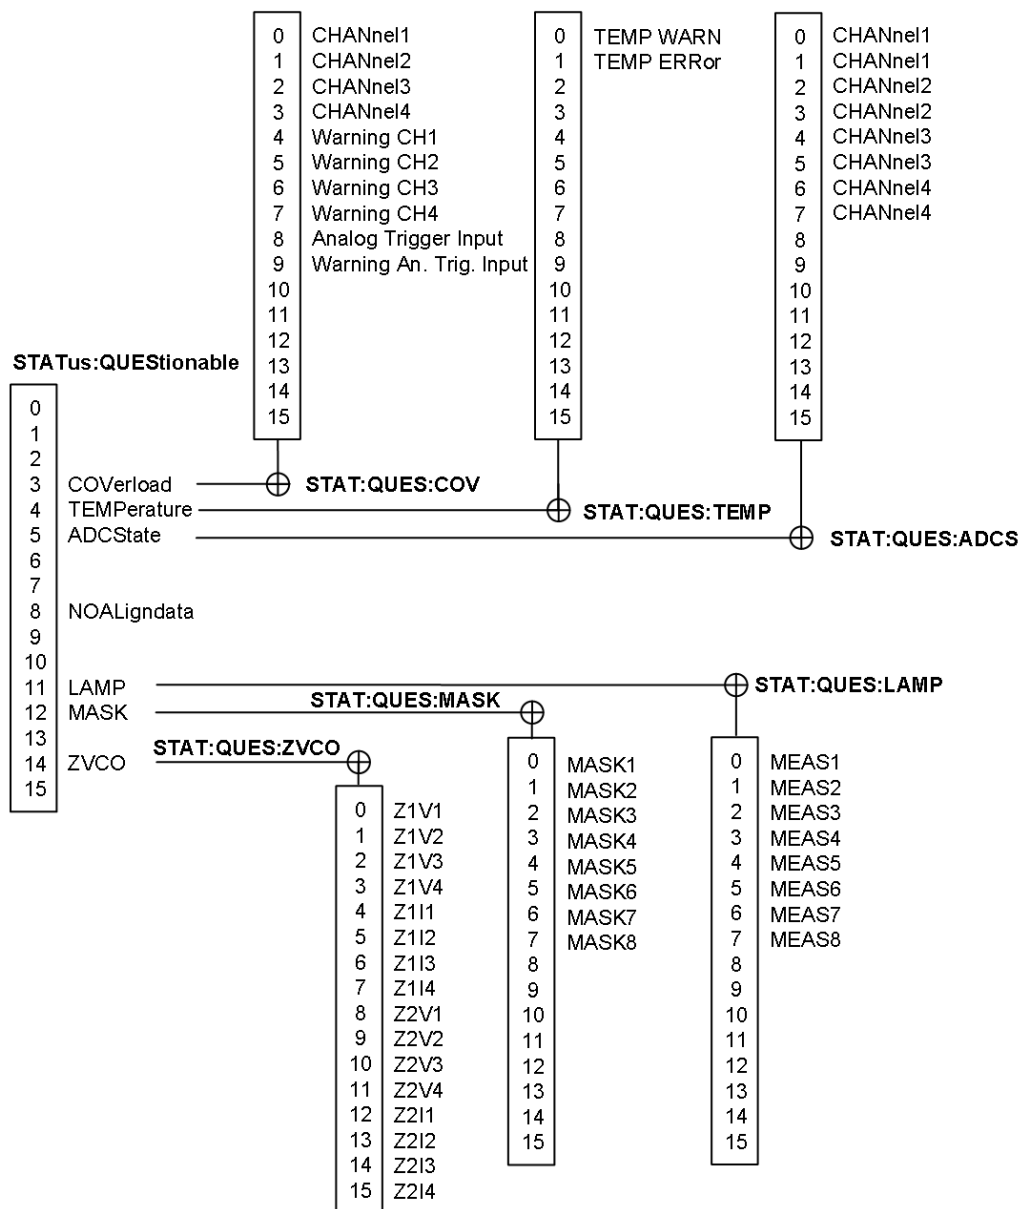 0 CHANnel1
1 CHANnel2
2 CHANnel3
3 CHANnel4
4 Warning CH1
5 Warning CH2
6 Warning CH3
7 Warning CH4
8 Analog Trigger Input
9 Warning An. Trig. Input
10
11
12
13
14
15
0 TEMP WARN
1 TEMP ERRor
2
3
4
5
6
7
8
9
10
11
12
13
14
15
0 CHANnel1
1 CHANnel1
2 CHANnel2
3 CHANnel2
4 CHANnel3
5 CHANnel3
6 CHANnel4
7 CHANnel4
8
9
10
11
12
13
14
15
STATus:QUEStionable
0
1
2
3 COVerload
4 TEMPerature
5 ADCState
6
7
8 NOALigndata
9
10
11 LAMP
12 MASK
13
14 ZVCO
15
STAT:QUES:COV
STAT:QUES:TEMP
STAT:QUES:ADCS
STAT:QUES:LAMP
STAT:QUES:MASK
STAT:QUES:ZVCO
0 Z1V1
1 Z1V2
2 Z1V3
3 Z1V4
4 Z1I1
5 Z1I2
6 Z1I3
7 Z1I4
8 Z2V1
9 Z2V2
10 Z2V3
11 Z2V4
12 Z2I1
13 Z2I2
14 Z2I3
15 Z2I4
0 MASK1
1 MASK2
2 MASK3
3 MASK4
4 MASK5
5 MASK6
6 MASK7
7 MASK8
8
9
10
11
12
13
14
15
0 MEAS1
1 MEAS2
2 MEAS3
3 MEAS4
4 MEAS5
5 MEAS6
6 MEAS7
7 MEAS8
8
9
10
11
12
13
14
15